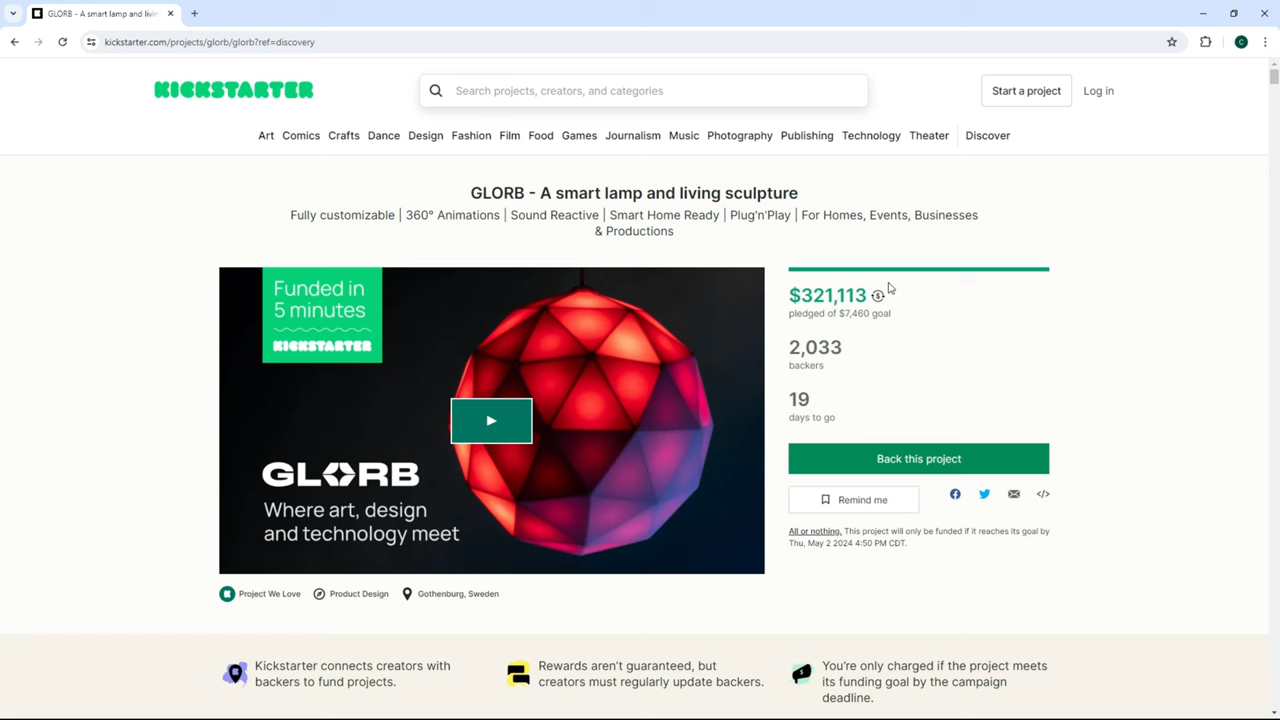 GLORB - A smart lamp and livin
kickstarter.com/projects/glorb/glorb?ref=discovery
C
KICKSTARTER
Search projects, creators, and categories
Start a project
Log in
Art Comics Crafts Dance Design Fashion Film Food Games Journalism Music Photography Publishing Technology Theater Discover
GLORB - A smart lamp and living sculpture
Fully customizable | 360° Animations | Sound Reactive | Smart Home Ready | Plug'n'Play | For Homes, Events, Businesses
& Productions
Funded in
5 minutes
KICKSTARTER
GLORB
Where art, design
and technology meet
$321,113
pledged of $7,460 goal
2,033
backers
19
days to go
Back this project
Remind me
All or nothing. This project will only be funded if it reaches its goal by
Thu, May 2 2024 4:50 PM CDT.
Project We Love
Product Design
Gothenburg, Sweden
Kickstarter connects creators with
backers to fund projects.
Rewards aren't guaranteed, but
creators must regularly update backers.
You're only charged if the project meets
its funding goal by the campaign
deadline.